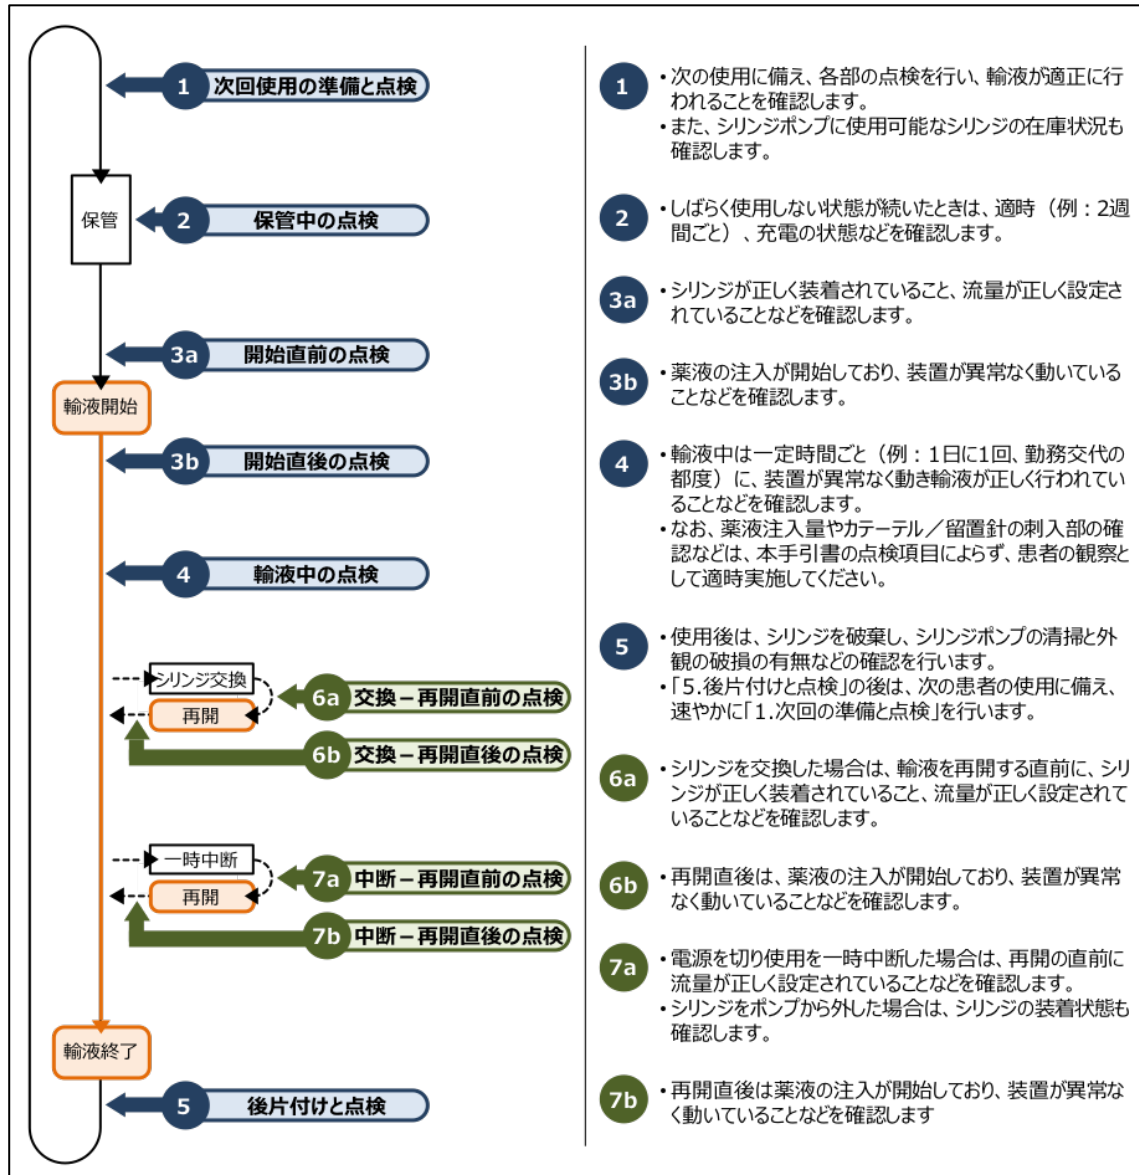 1 次回使用の準備と点検
保管
2 保管中の点検
3a 開始直前の点検
輸液開始
3b 開始直後の点検
4 輸液中の点検
シリンジ交換
再開
6a 交換－再開直前の点検
6b 交換－再開直後の点検
一時中断
再開
7a 中断－再開直前の点検
7b 中断－再開直後の点検
輸液終了
5 後片付けと点検
1 ・次の使用に備え、各部の点検を行い、輸液が適正に行
われることを確認します。
・また、シリンジポンプに使用可能なシリンジの在庫状況も
確認します。
2 ・しばらく使用しない状態が続いたときは、適時（例：2週
間ごと）、充電の状態などを確認します。
3a ・シリンジが正しく装着されていること、流量が正しく設定さ
れていることなどを確認します。
3b ・薬液の注入が開始しており、装置が異常なく動いている
ことなどを確認します。
4 ・輸液中は一定時間ごと（例：1日に1回、勤務交代の
都度）に、装置が異常なく動き輸液が正しく行われてい
ることなどを確認します。
・なお、薬液注入量やカテーテル／留置針の刺入部の確
認などは、本手引書の点検項目によらず、患者の観察と
して適時実施してください。
5 ・使用後は、シリンジを破棄し、シリンジポンプの清掃と外
観の破損の有無などの確認を行います。
・「5.後片付けと点検」の後は、次の患者の使用に備え、
速やかに「1.次回の準備と点検」を行います。
6a ・シリンジを交換した場合は、輸液を再開する直前に、シリ
ンジが正しく装着されていること、流量が正しく設定されて
いることなどを確認します。
6b ・再開直後は、薬液の注入が開始しており、装置が異常
なく動いていることなどを確認します。
7a ・電源を切り使用を一時中断した場合は、再開の直前に
流量が正しく設定されていることなどを確認します。
・シリンジをポンプから外した場合は、シリンジの装着状態も
確認します。
7b ・再開直後は薬液の注入が開始しており、装置が異常な
く動いていることなどを確認します